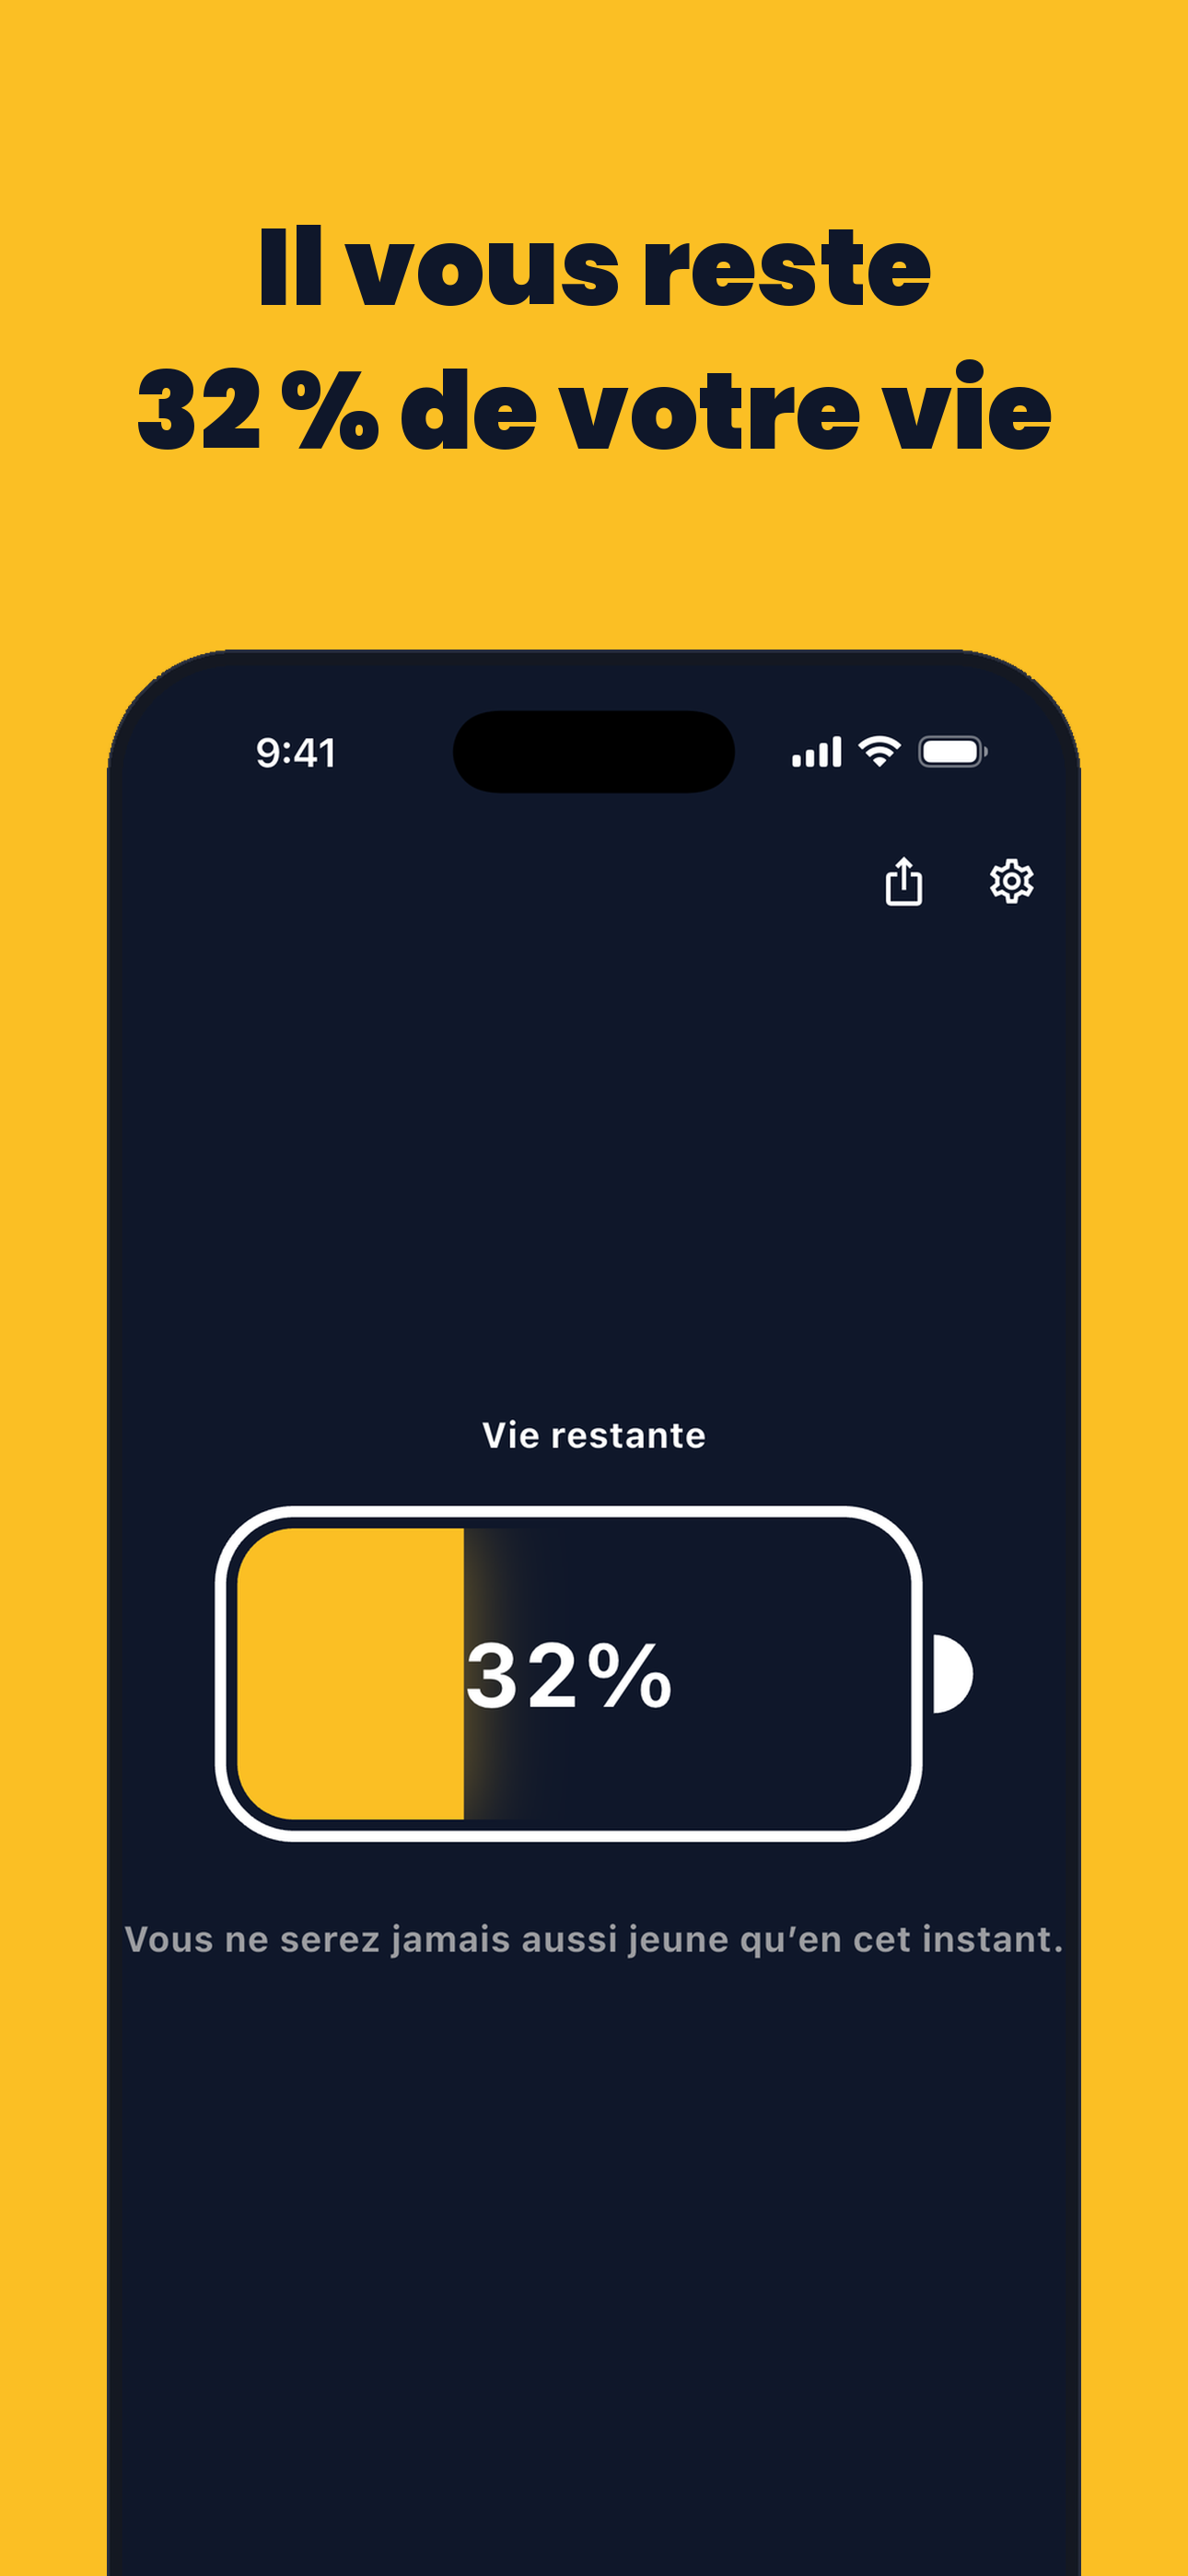 Il vous reste
32 % de votre vie
9:41
Vie restante
32%
Vous ne serez jamais aussi jeune qu’en cet instant.